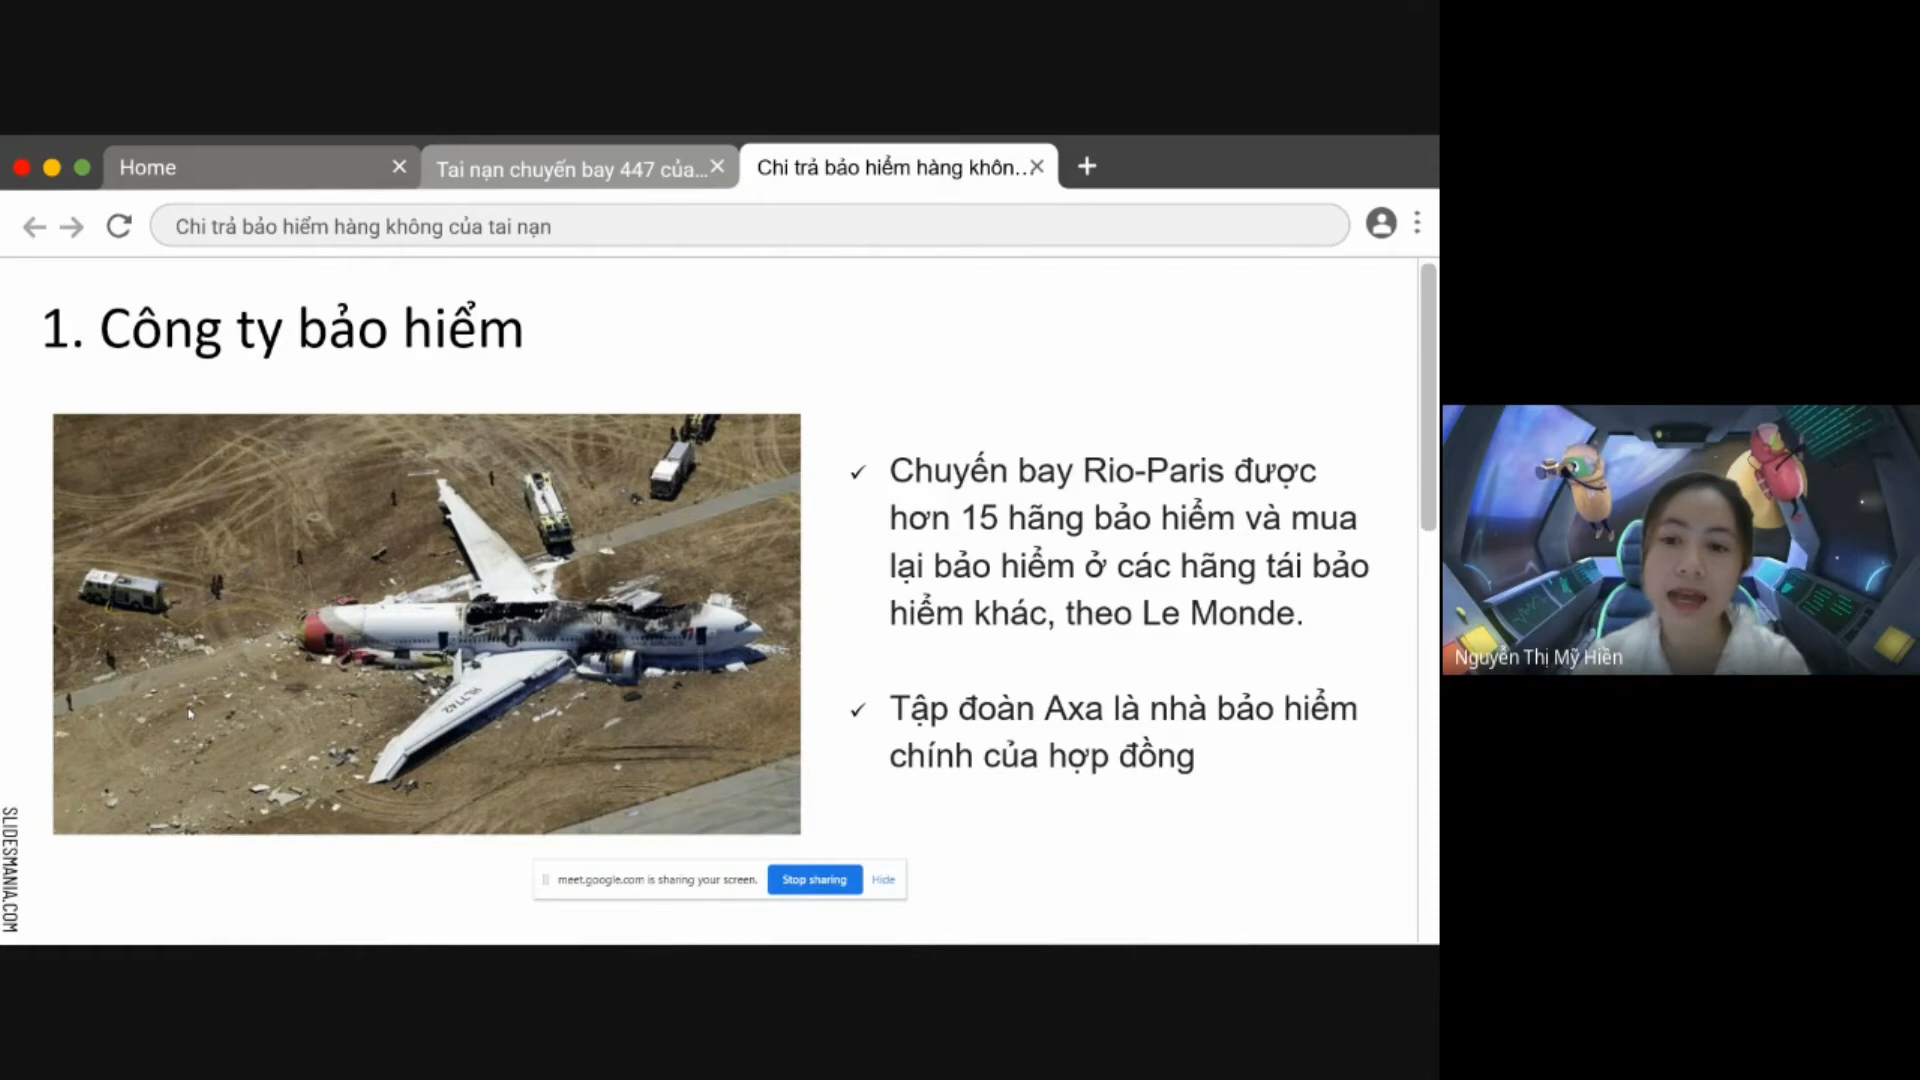 Home
Tai nạn chuyến bay 447 của...
Chi trả bảo hiểm hàng khôn...
Chi trả bảo hiểm hàng không của tai nạn
1. Công ty bảo hiểm
✓ Chuyến bay Rio-Paris được
hơn 15 hãng bảo hiểm và mua
lại bảo hiểm ở các hãng tái bảo
hiểm khác, theo Le Monde.
✓ Tập đoàn Axa là nhà bảo hiểm
chính của hợp đồng
HL7742
SLIDESMANIA.COM
meet.google.com is sharing your screen.
Stop sharing
Hide
Nguyễn Thị Mỹ Hiền